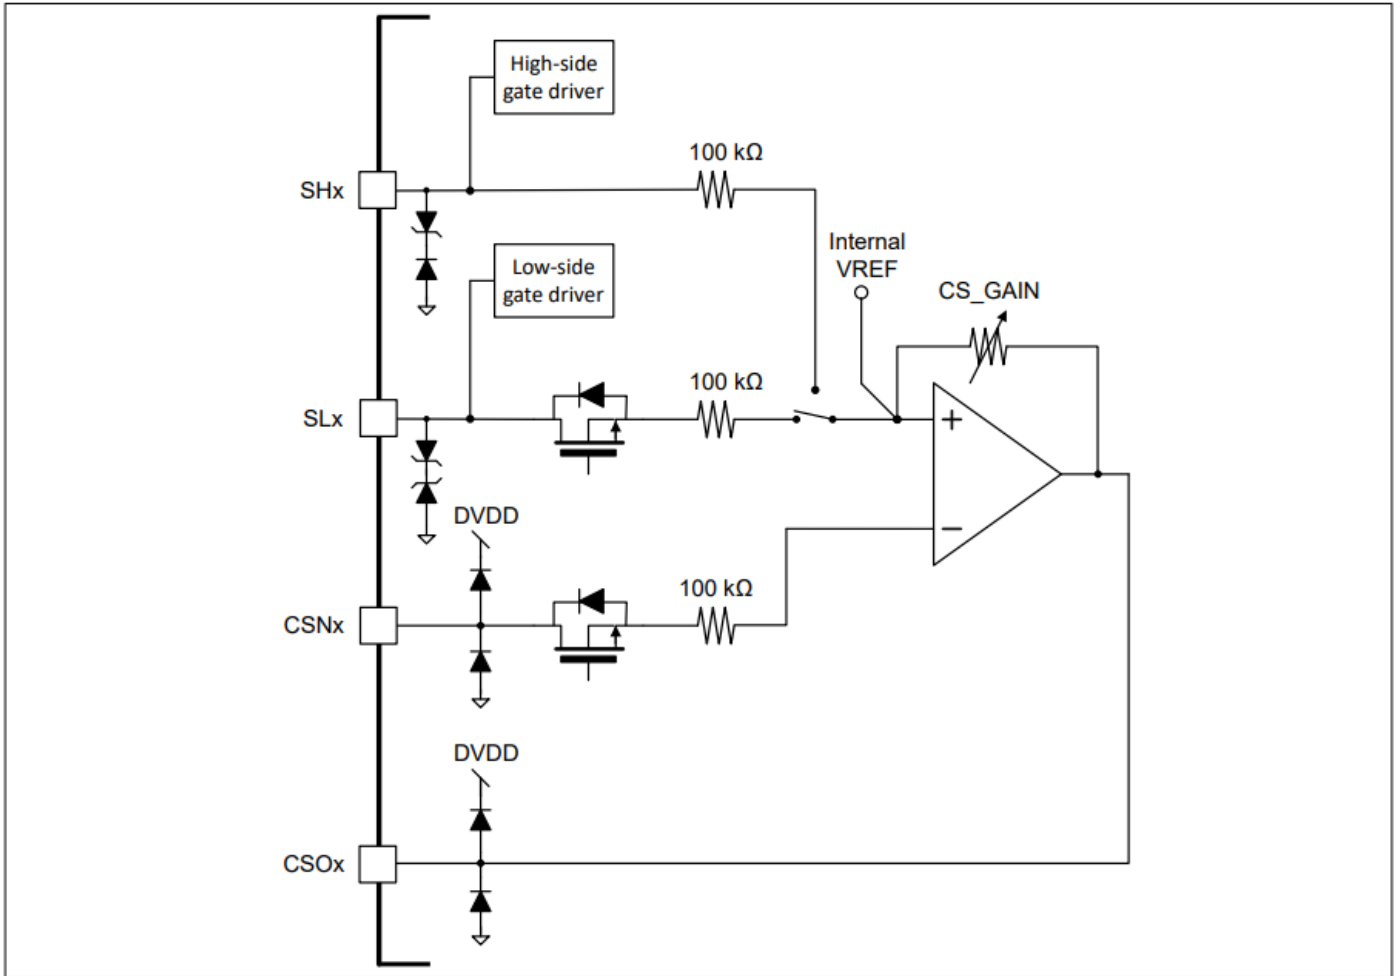 High-side
gate driver
100 kΩ
SHx
Internal
VREF
Low-side
gate driver
CS_GAIN
100 kΩ
SLx
+
−
DVDD
100 kΩ
CSNx
DVDD
CSOx